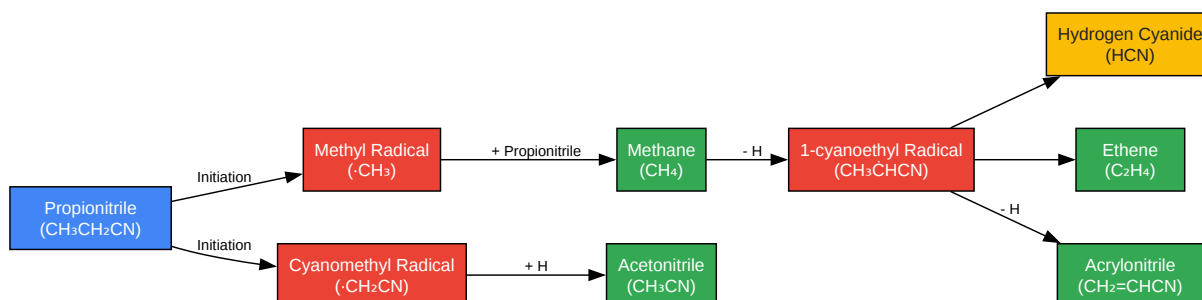 Hydrogen Cyanide
(HCN)
Methyl Radical
(·CH₃)
+ Propionitrile
Methane
(CH₄)
- H
1-cyanoethyl Radical
(CH₃ĊHCN)
Ethene
(C₂H₄)
Initiation
Propionitrile
(CH₃CH₂CN)
Initiation
- H
Cyanomethyl Radical
(·CH₂CN)
+ H
Acetonitrile
(CH₃CN)
Acrylonitrile
(CH₂=CHCN)